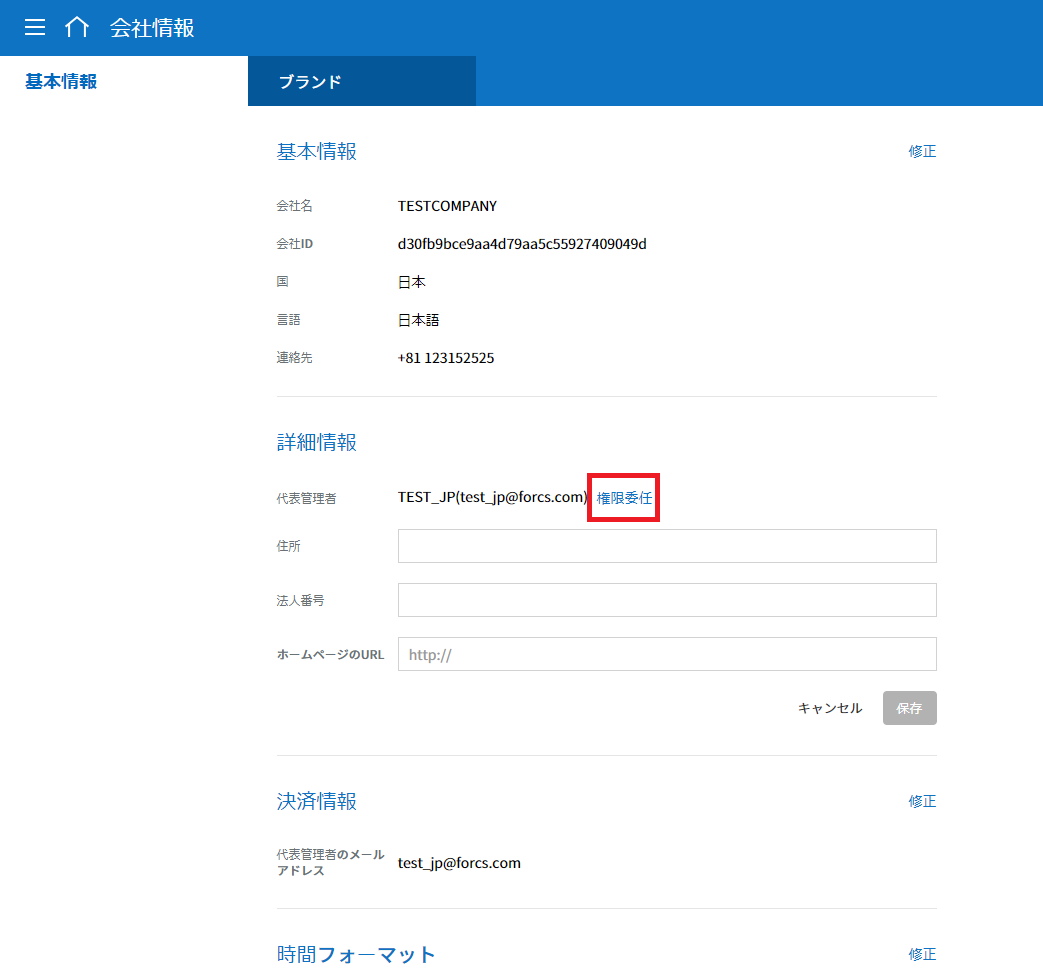 会社情報
基本情報
ブランド
基本情報
修正
会社名 TESTCOMPANY
会社ID d30fb9bce9aa4d79aa5c55927409049d
国 日本
言語 日本語
連絡先 +81 123152525
詳細情報
代表管理者 TEST_JP(test_jp@forcs.com) 権限委任
住所
法人番号
ホームページのURL http://
キャンセル 保存
決済情報 修正
代表管理者のメール
アドレス
test_jp@forcs.com
時間フォーマット 修正